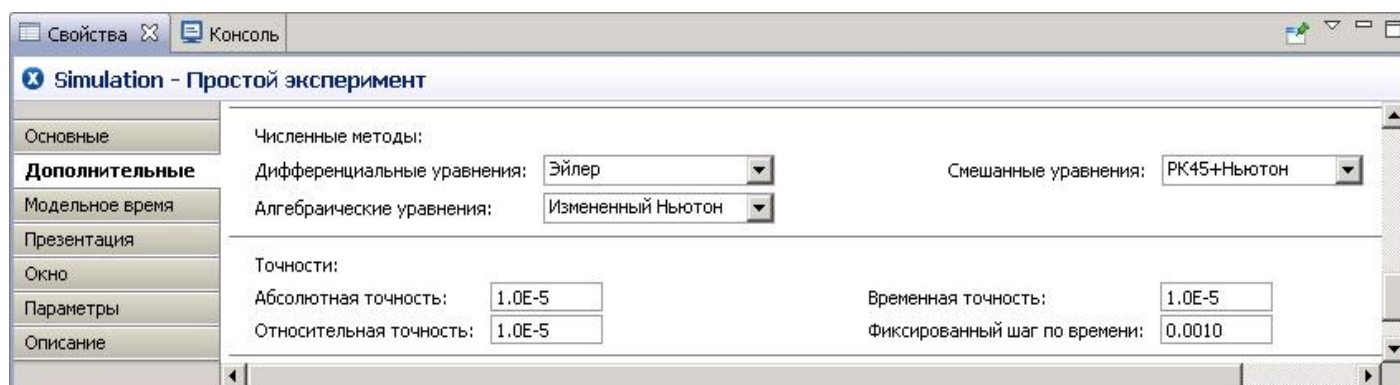 Свойства Консоль
Simulation - Простой эксперимент
Основные
Дополнительные
Модельное время
Презентация
Окно
Параметры
Описание
Численные методы:
Дифференциальные уравнения: Эйлер Смешанные уравнения: РК45+Ньютон
Алгебраические уравнения: Измененный Ньютон
Точности:
Абсолютная точность: 1.0E-5 Временная точность: 1.0E-5
Относительная точность: 1.0E-5 Фиксированный шаг по времени: 0.0010